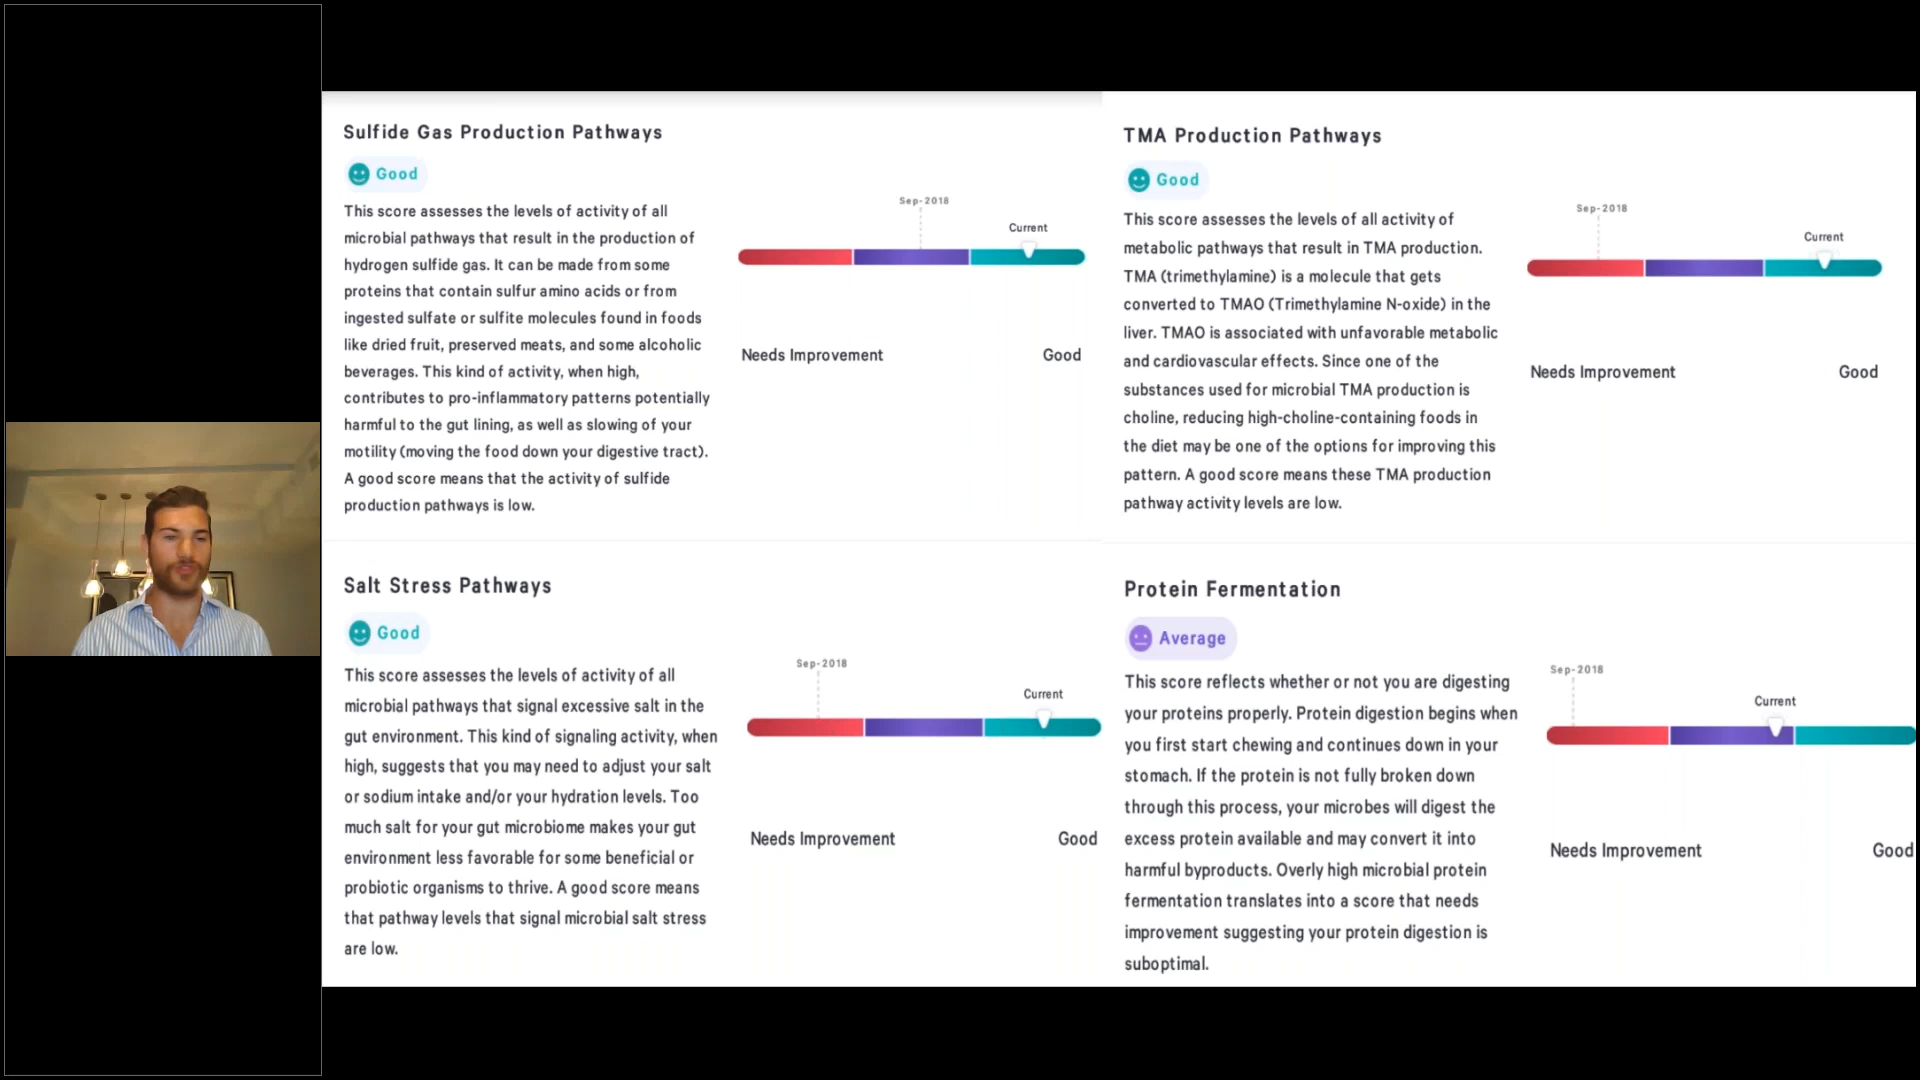 Sulfide Gas Production Pathways
Good
This score assesses the levels of activity of all
microbial pathways that result in the production of
hydrogen sulfide gas. It can be made from some
proteins that contain sulfur amino acids or from
ingested sulfate or sulfite molecules found in foods
like dried fruit, preserved meats, and some alcoholic
beverages. This kind of activity, when high,
contributes to pro-inflammatory patterns potentially
harmful to the gut lining, as well as slowing of your
motility (moving the food down your digestive tract).
A good score means that the activity of sulfide
production pathways is low.
Sep-2018
Current
Needs Improvement
Good
TMA Production Pathways
Good
This score assesses the levels of all activity of
metabolic pathways that result in TMA production.
TMA (trimethylamine) is a molecule that gets
converted to TMAO (Trimethylamine N-oxide) in the
liver. TMAO is associated with unfavorable metabolic
and cardiovascular effects. Since one of the
substances used for microbial TMA production is
choline, reducing high-choline-containing foods in
the diet may be one of the options for improving this
pattern. A good score means these TMA production
pathway activity levels are low.
Sep-2018
Current
Needs Improvement
Good
Salt Stress Pathways
Good
This score assesses the levels of activity of all
microbial pathways that signal excessive salt in the
gut environment. This kind of signaling activity, when
high, suggests that you may need to adjust your salt
or sodium intake and/or your hydration levels. Too
much salt for your gut microbiome makes your gut
environment less favorable for some beneficial or
probiotic organisms to thrive. A good score means
that pathway levels that signal microbial salt stress
are low.
Sep-2018
Current
Needs Improvement
Good
Protein Fermentation
Average
This score reflects whether or not you are digesting
your proteins properly. Protein digestion begins when
you first start chewing and continues down in your
stomach. If the protein is not fully broken down
through this process, your microbes will digest the
excess protein available and may convert it into
harmful byproducts. Overly high microbial protein
fermentation translates into a score that needs
improvement suggesting your protein digestion is
suboptimal.
Sep-2018
Current
Needs Improvement
Good